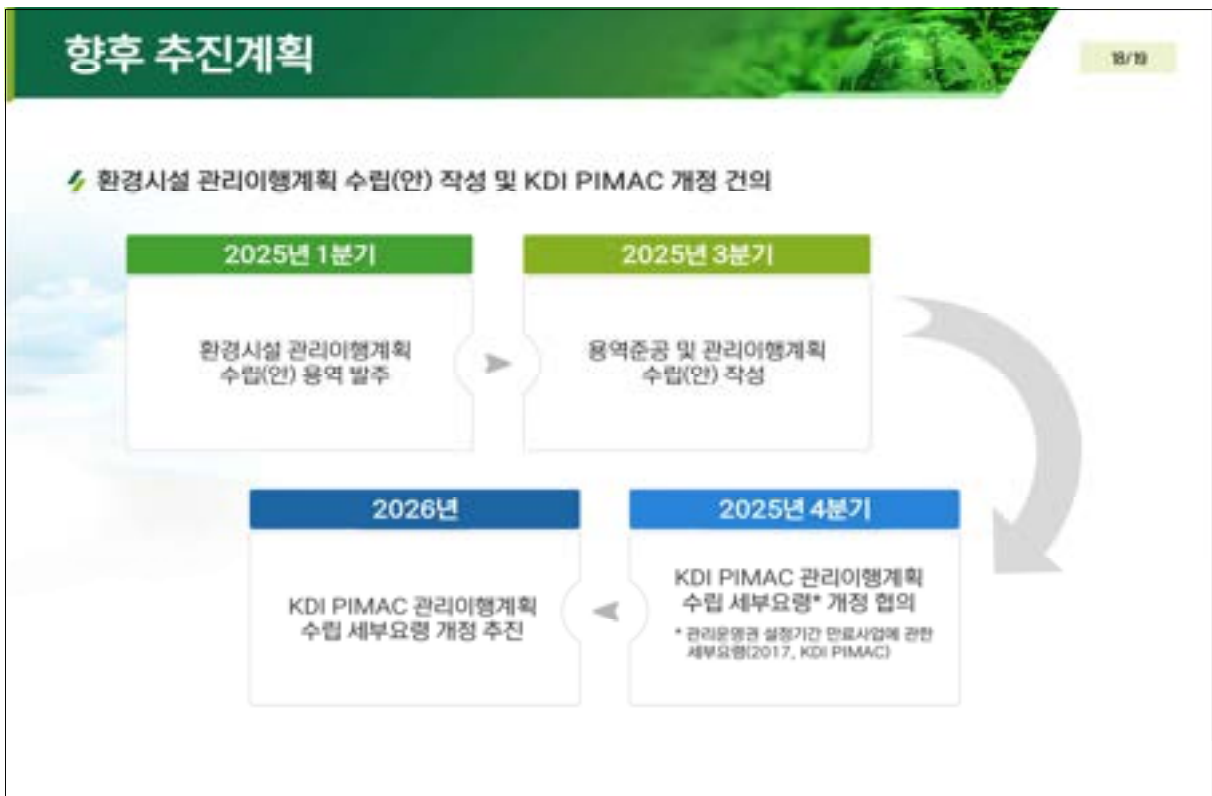 향후 추진계획
18/19
환경시설 관리이행계획 수립(안) 작성 및 KDI PIMAC 개정 건의
2025년 1분기
환경시설 관리이행계획
수립(안) 용역 발주
2025년 3분기
용역준공 및 관리이행계획
수립(안) 작성
2025년 4분기
KDI PIMAC 관리이행계획
수립 세부요령* 개정 협의
* 관리운영권 설정기간 만료사업에 관한
세부요령(2017, KDI PIMAC)
2026년
KDI PIMAC 관리이행계획
수립 세부요령 개정 추진